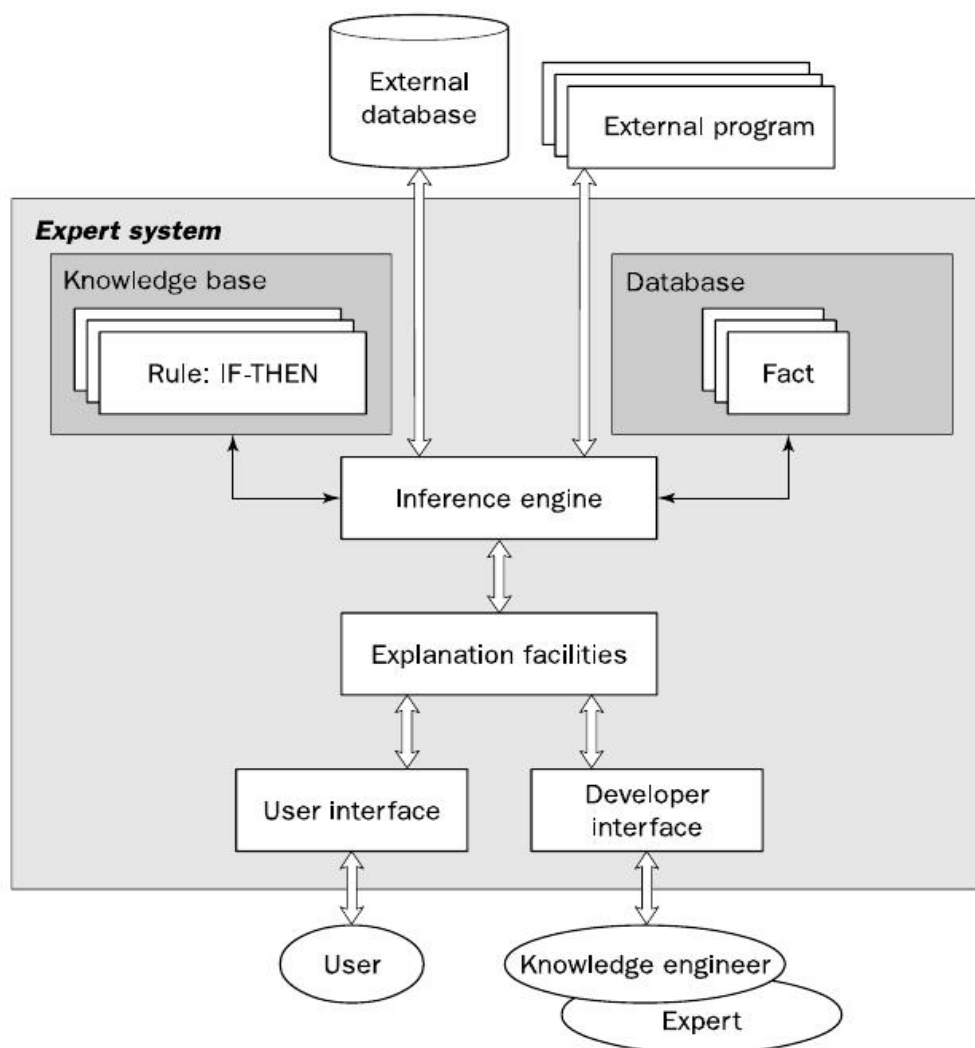 External
database
External program
Expert system
Knowledge base
Rule: IF-THEN
Database
Fact
Inference engine
Explanation facilities
User interface
Developer
interface
User
Knowledge engineer
Expert